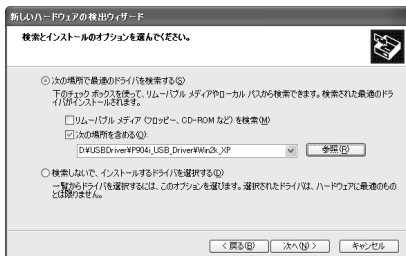 新しいハードウェアの検出ウィザード
検索とインストールのオプションを選んでください。
次の場所で最適のドライバを検索する(S)
下のチェック ボックスを使って、リムーバブル メディアやローカル パスから検索できます。検索された最適のドラ
イバがインストールされます。
リムーバブル メディア (フロッピー、CD-ROM など) を検索(M)
次の場所を含める(O):
D:¥USBDriver¥P904i_USB_Driver¥Win2k_XP
参照(R)
検索しないで、インストールするドライバを選択する(D)
一覧からドライバを選択するには、このオプションを選びます。選択されたドライバは、ハードウェアに最適のもの
とは限りません。
< 戻る(B)
次へ(N) >
キャンセル